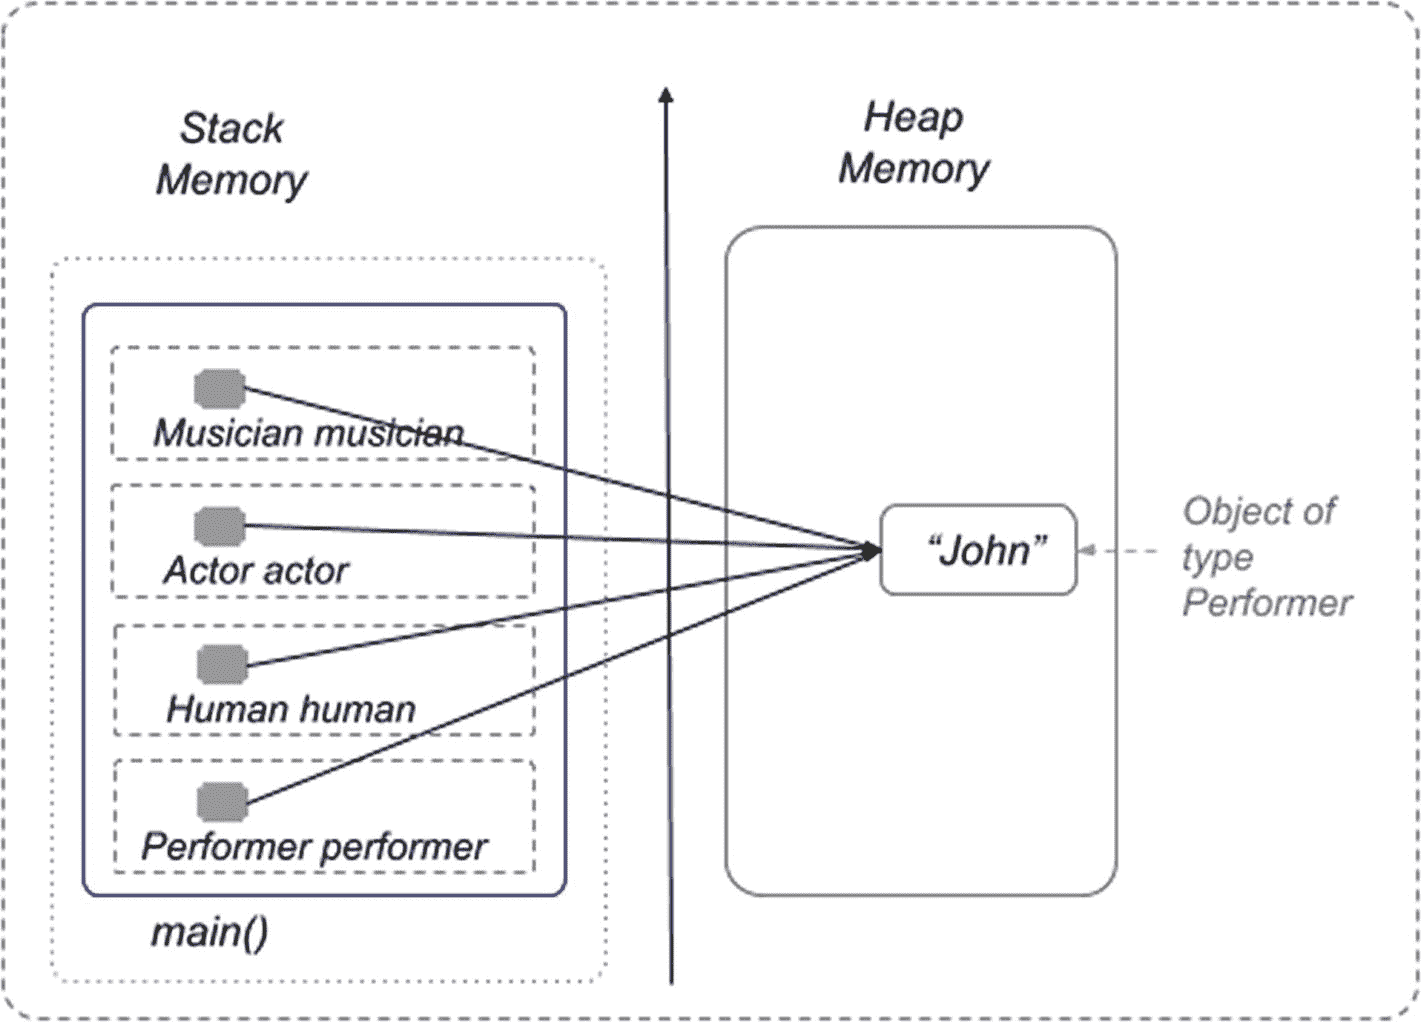 Stack
Memory
Heap
Memory
Musician musician
Actor actor
Human human
Performer performer
main()
“John”
Object of
type
Performer